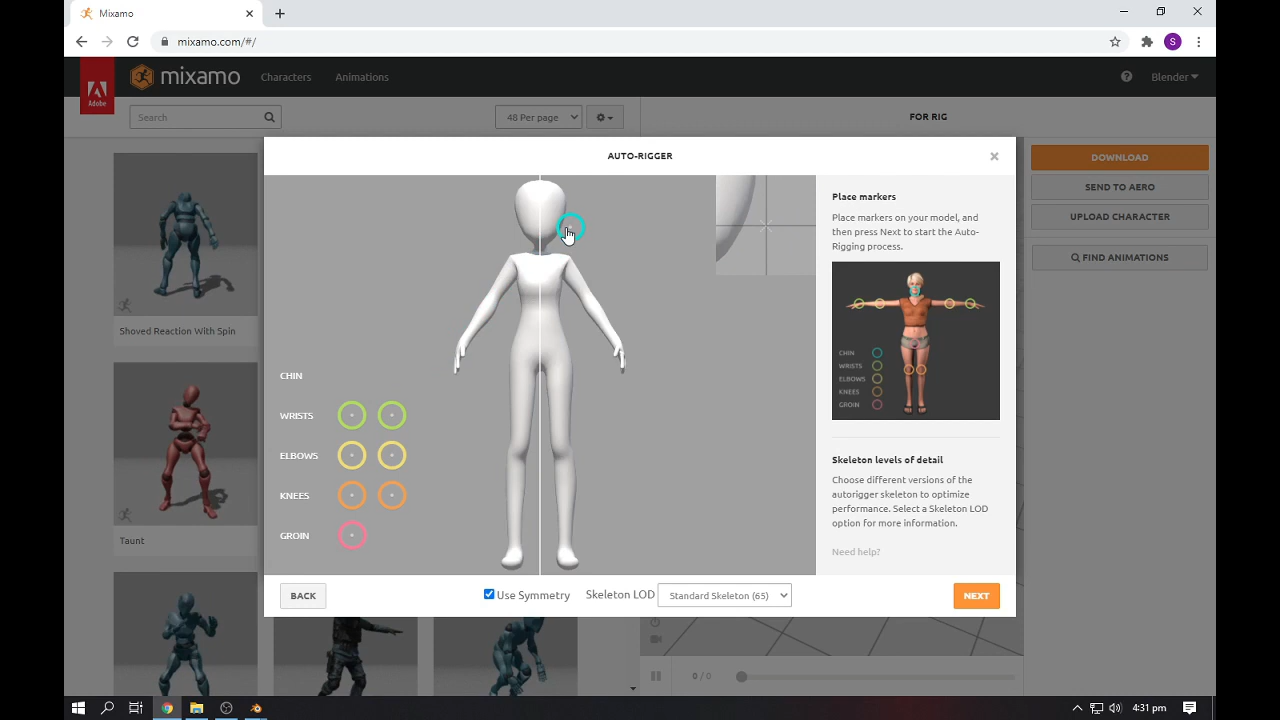 Mixamo
mixamo.com/#/
S
Adobe
mixamo
Characters
Animations
Blender
Search
48 Per page
FOR RIG
AUTO-RIGGER
DOWNLOAD
SEND TO AERO
UPLOAD CHARACTER
FIND ANIMATIONS
Shoved Reaction With Spin
Taunt
CHIN
WRISTS
ELBOWS
KNEES
GROIN
Place markers
Place markers on your model, and
then press Next to start the Auto-
Rigging process.
CHIN
WRISTS
ELBOWS
KNEES
GROIN
Skeleton levels of detail
Choose different versions of the
autorigger skeleton to optimize
performance. Select a Skeleton LOD
option for more information.
Need help?
BACK
Use Symmetry
Skeleton LOD
Standard Skeleton (65)
NEXT
0 / 0
4:31 pm